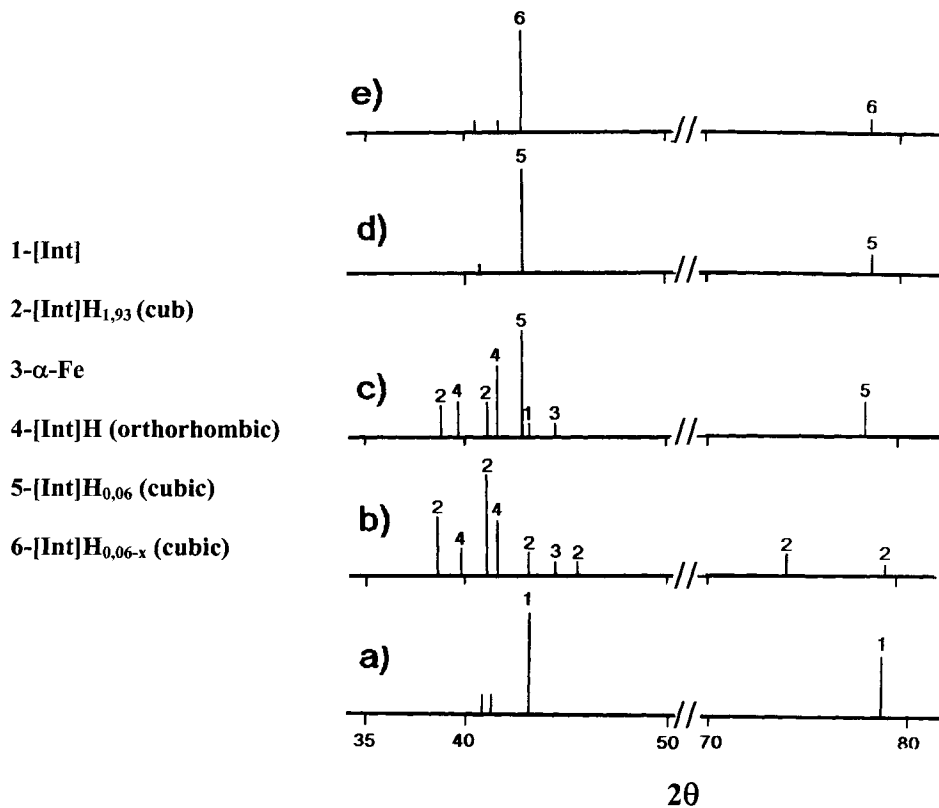 1-[Int]
2-[Int]H1,93 (cub)
3-α-Fe
4-[Int]H (orthorhombic)
5-[Int]H0,06 (cubic)
6-[Int]H0,06-x (cubic)
e)
6
6
d)
5
5
c)
2
4
2
4
5
1
3
5
b)
2
4
2
4
2
3
2
2
2
a)
1
1
35
40
50
70
80
2θ